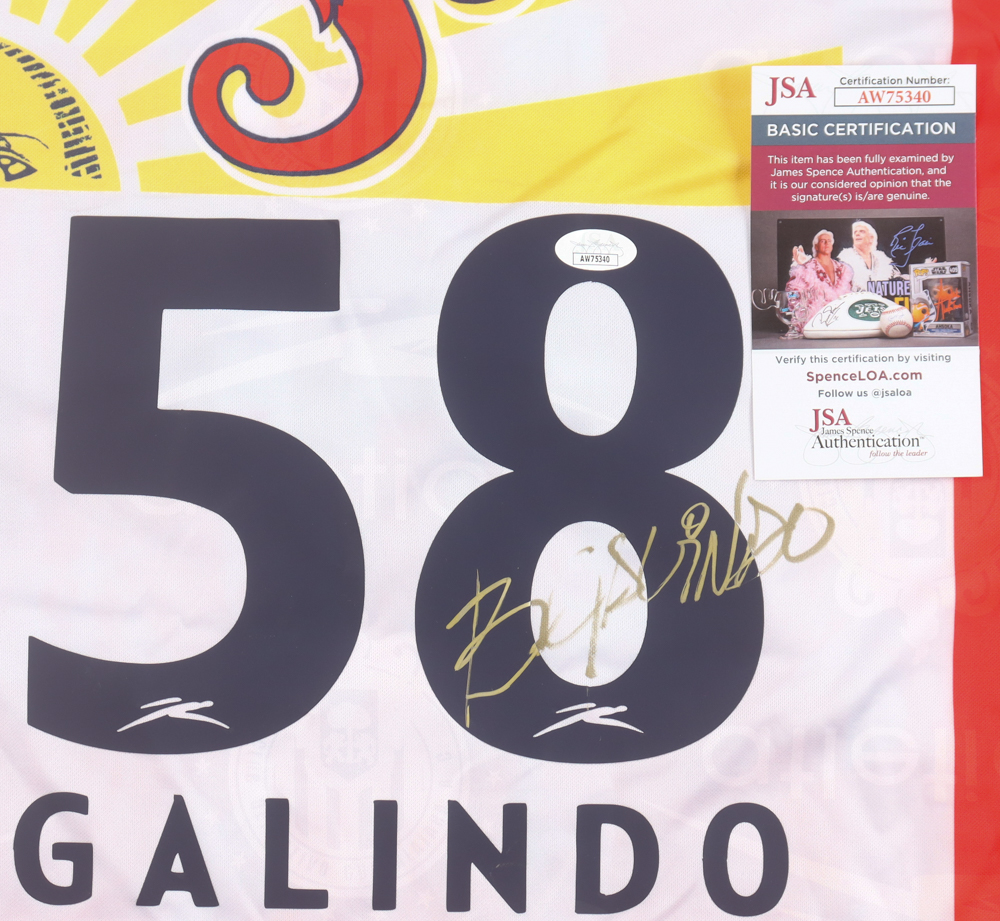 JSA
Certification Number:
AW75340
BASIC CERTIFICATION
This item has been fully examined by
James Spence Authentication, and
it is our considered opinion that the
signature(s) is/are genuine.
NATURE
JETS
Verify this certification by visiting
SpenceLOA.com
Follow us @jsaloa
JSA
James Spence
Authentication
follow the leader
AW75340
58
GALINDO